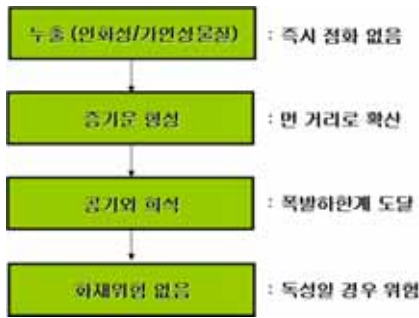 누출 (인화성/가연성물질) : 즉시 점화 없음
증기운 형성 : 먼 거리로 확산
공기와 희석 : 폭발하한계 도달
화재위험 없음 : 독성일 경우 위험